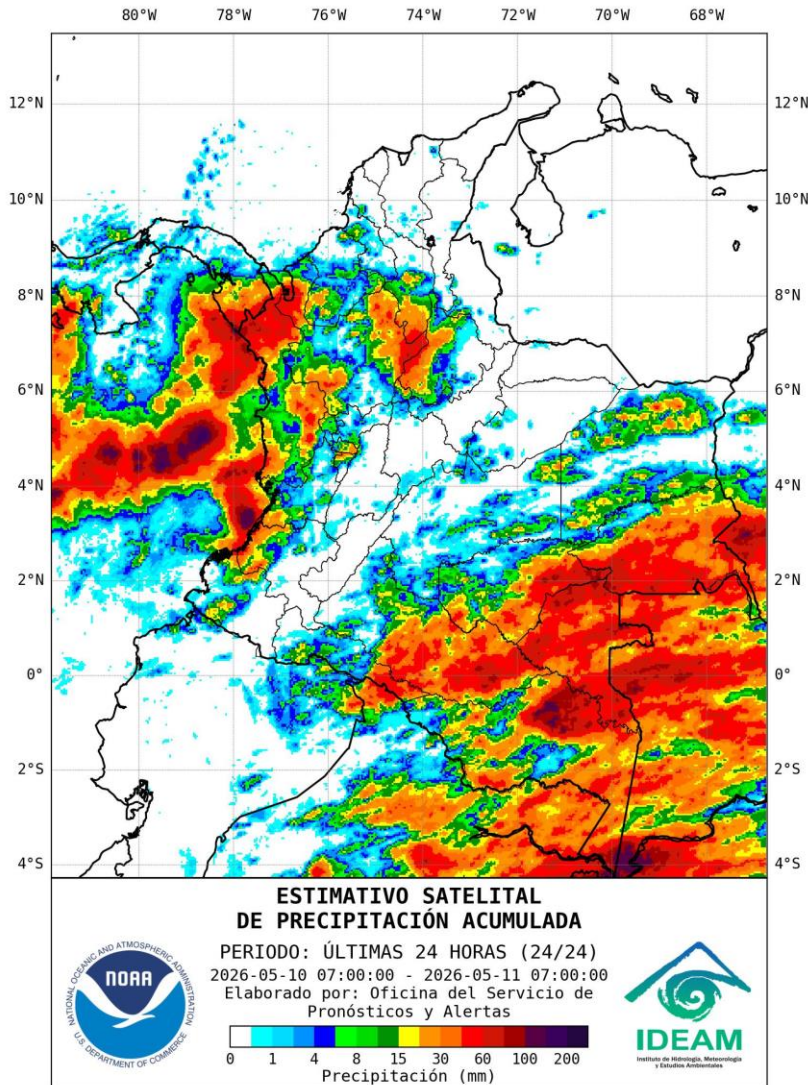 80°W 78°W 76°W 74°W 72°W 70°W 68°W
12°N 12°N
10°N 10°N
8°N 8°N
6°N 6°N
4°N 4°N
2°N 2°N
0° 0°
2°S 2°S
4°S 4°S
ESTIMATIVO SATELITAL
DE PRECIPITACIÓN ACUMULADA
PERIODO: ÚLTIMAS 24 HORAS (24/24)
2026-05-10 07:00:00 - 2026-05-11 07:00:00
Elaborado por: Oficina del Servicio de
Pronósticos y Alertas
0 1 4 8 15 30 60 100 200
Precipitación (mm)
NATIONAL OCEANIC AND ATMOSPHERIC ADMINISTRATION
NOAA
U.S. DEPARTMENT OF COMMERCE
IDEAM
Instituto de Hidrología, Meteorología
y Estudios Ambientales